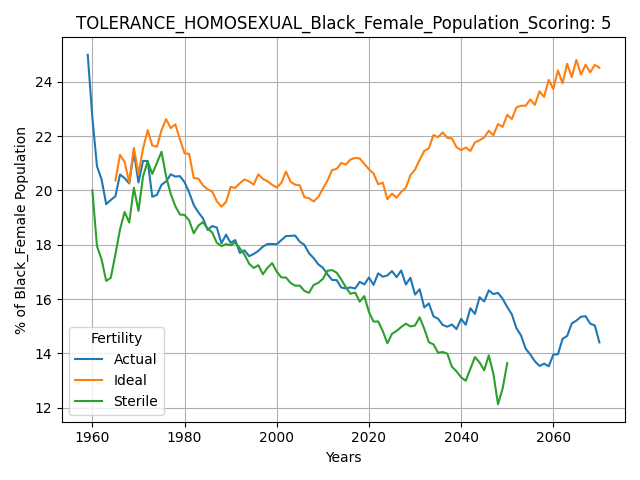 TOLERANCE_HOMOSEXUAL_Black_Female_Population_Scoring: 5
% of Black_Female Population
24
22
20
18
16
14
12
Fertility
Actual
Ideal
Sterile
1960 1980 2000 2020 2040 2060
Years